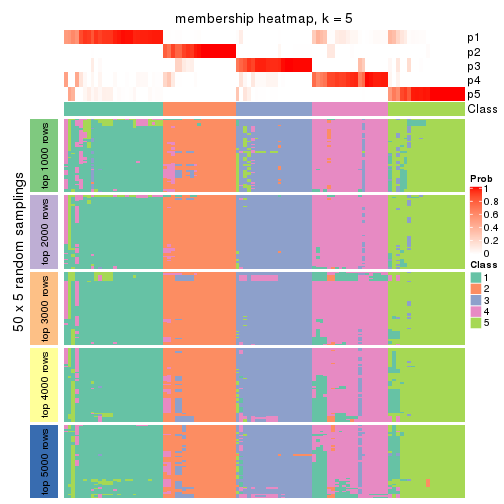 membership heatmap, k = 5
p1
p2
p3
p4
p5
Class
50 x 5 random samplings
top 1000 rows
top 2000 rows
top 3000 rows
top 4000 rows
top 5000 rows
Prob
1
0.8
0.6
0.4
0.2
0
Class
1
2
3
4
5